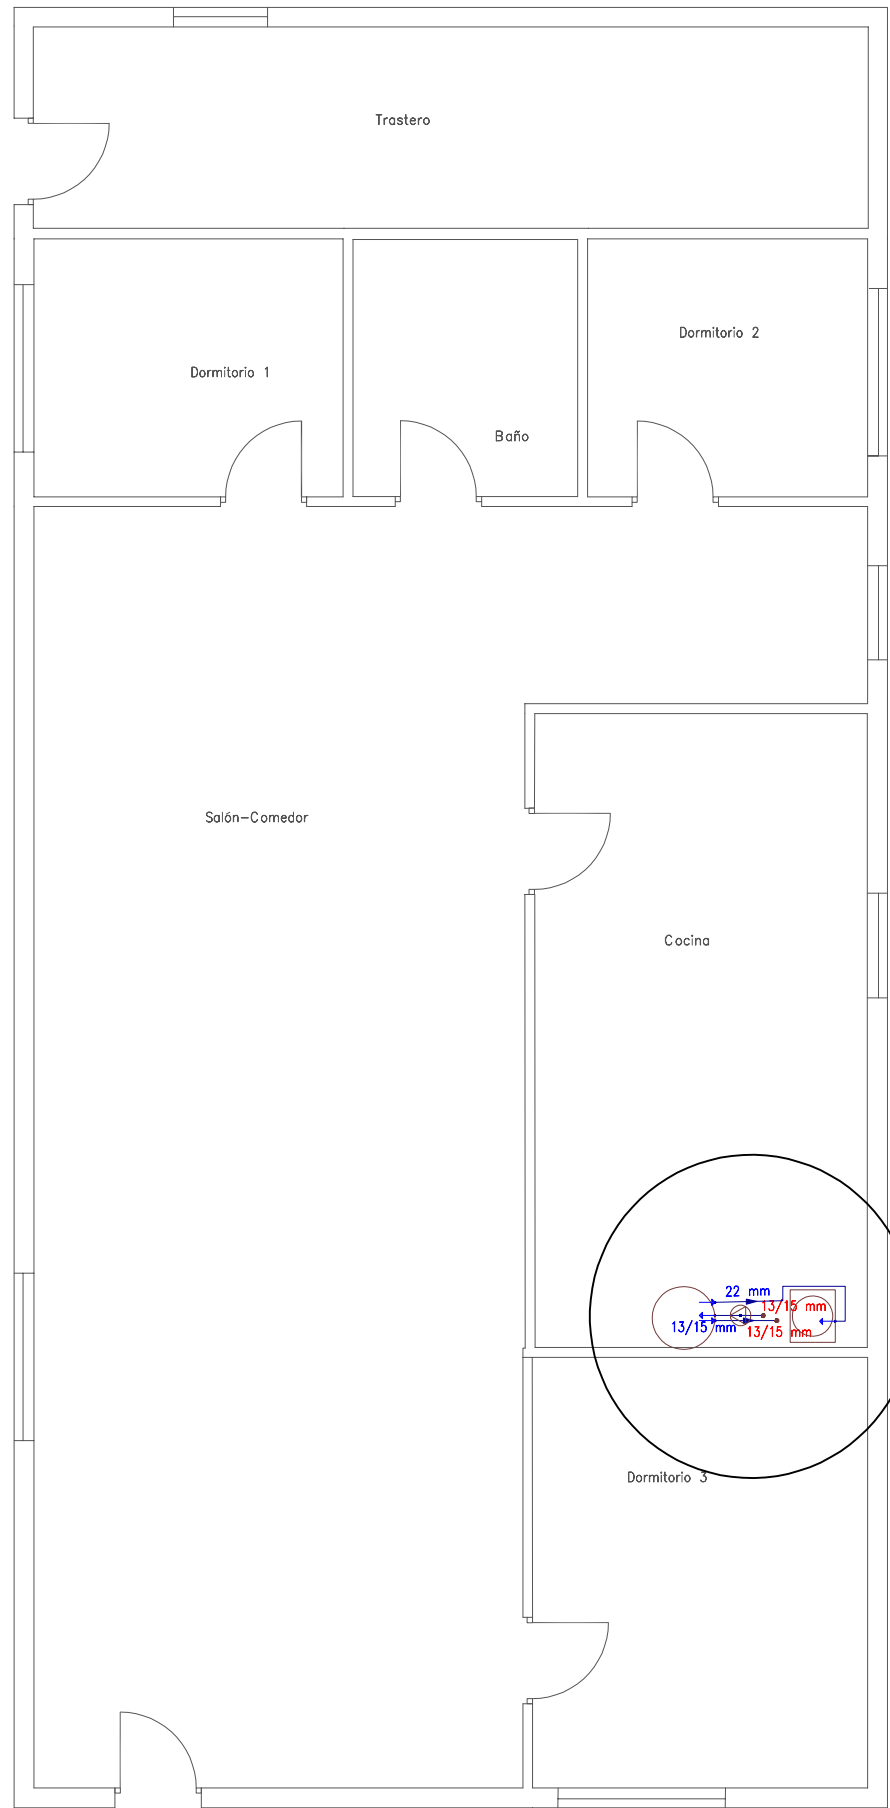 Trastero
Dormitorio 2
Dormitorio 1
Baño
Salón-Comedor
Cocina
22 mm
13/15 mm
13/15 mm
13/15 mm
Dormitorio 3